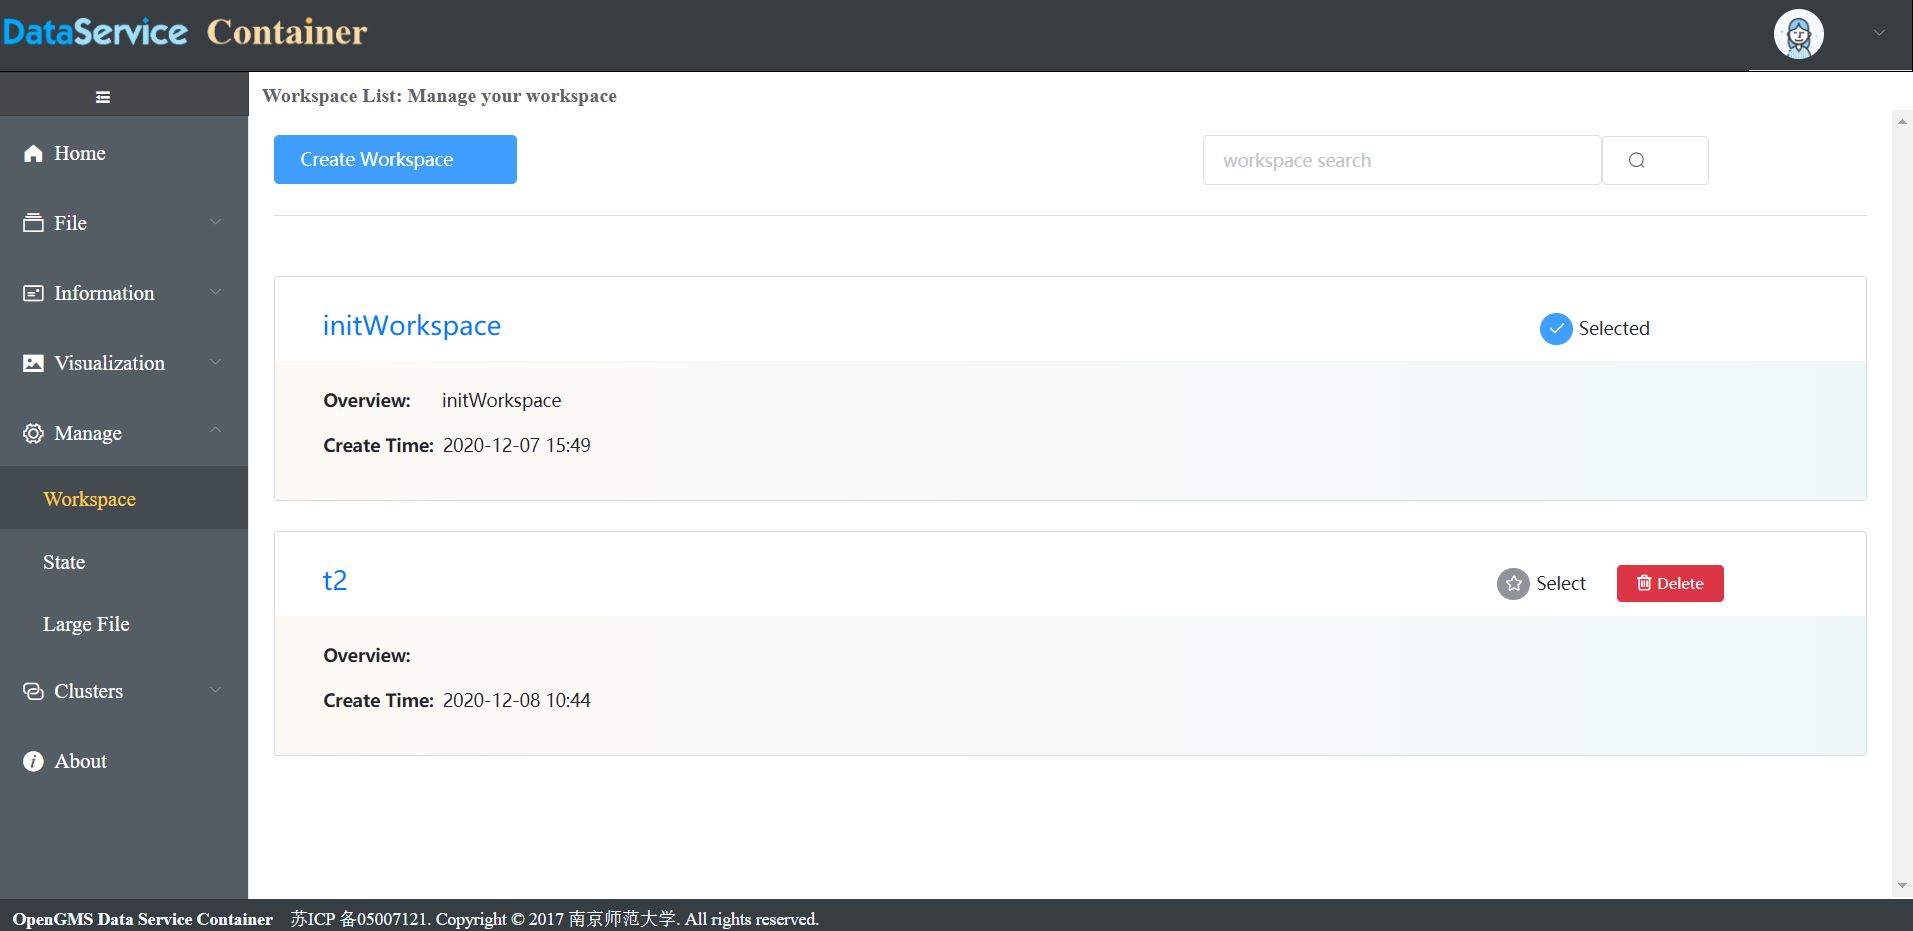 DataService Container
Workspace List: Manage your workspace
Home
File
Information
Visualization
Manage
Workspace
State
Large File
Clusters
About
Create Workspace
workspace search
initWorkspace
Selected
Overview: initWorkspace
Create Time: 2020-12-07 15:49
t2
Select
Delete
Overview:
Create Time: 2020-12-08 10:44
OpenGMS Data Service Container 苏ICP 备05007121. Copyright © 2017 南京师范大学. All rights reserved.